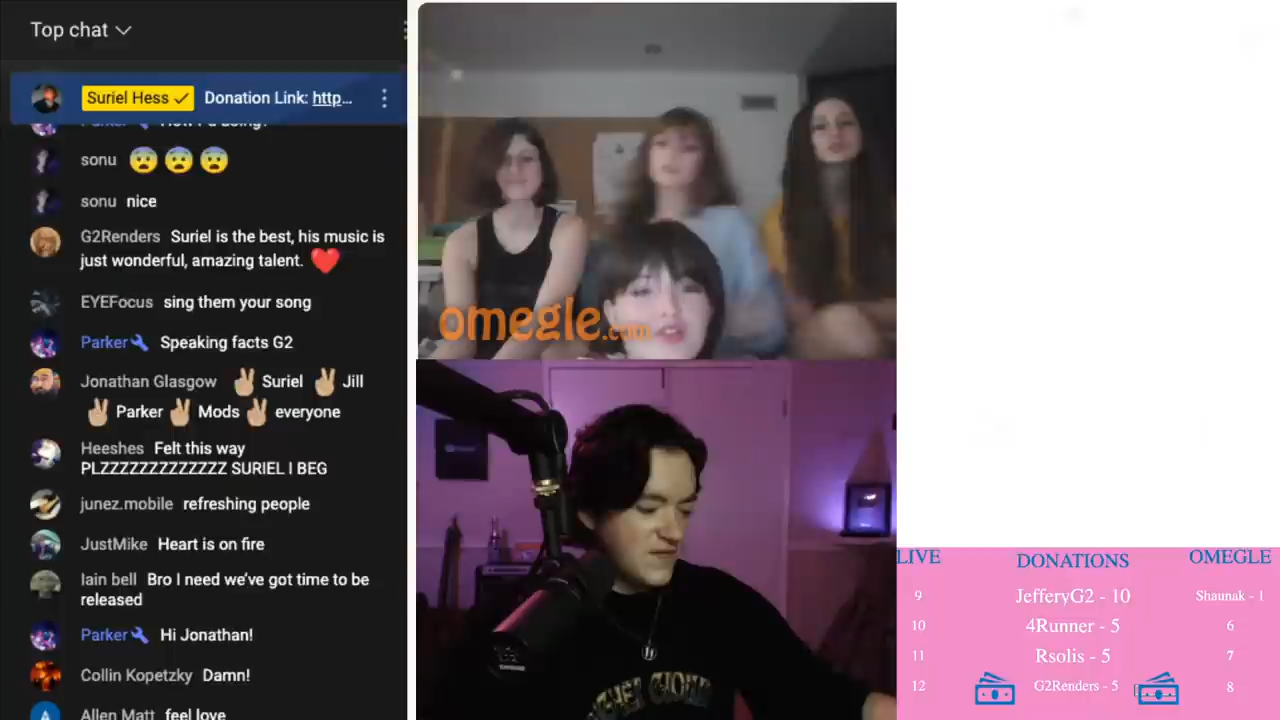 Top chat
Suriel Hess Donation Link: http...
sonu
sonu nice
G2Renders Suriel is the best, his music is
just wonderful, amazing talent.
EYEFocus sing them your song
Parker Speaking facts G2
Jonathan Glasgow Suriel Jill
Parker Mods everyone
Heeshes Felt this way
PLZZZZZZZZZZZZZ SURIEL I BEG
junez.mobile refreshing people
JustMike Heart is on fire
Iain bell Bro I need we've got time to be
released
Parker Hi Jonathan!
Collin Kopetzky Damn!
Allen Matt feel love
omegle.com
LIVE DONATIONS OMEGLE
9 JefferyG2 - 10 Shaunak - 1
10 4Runner - 5 6
11 Rsolis - 5 7
12 G2Renders - 5 8